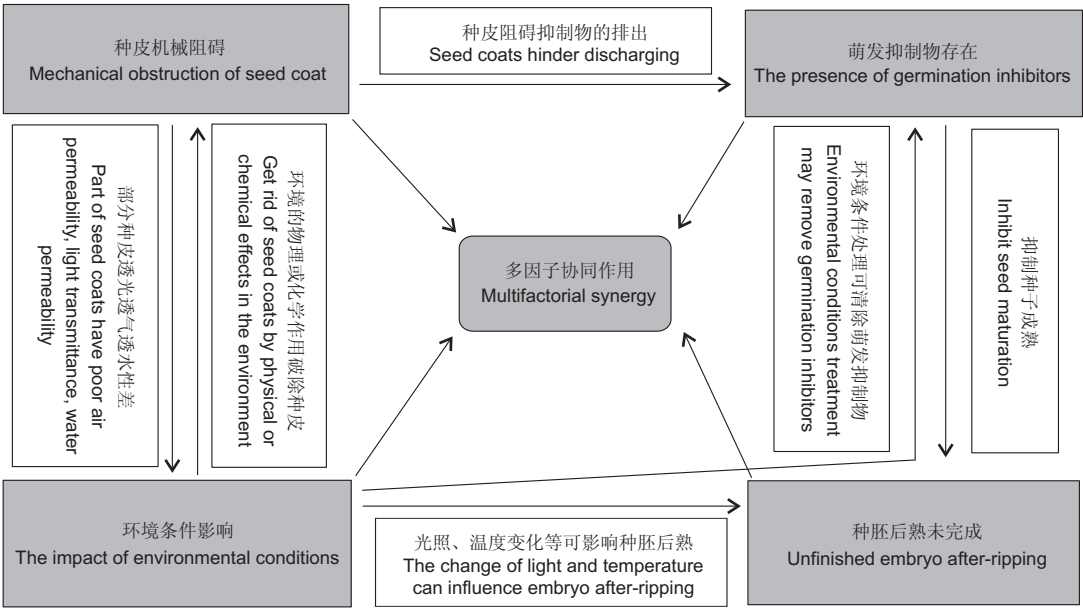 种皮机械阻碍
Mechanical obstruction of seed coat
种皮阻碍抑制物的排出
Seed coats hinder discharging
萌发抑制物存在
The presence of germination inhibitors
部分种皮透光透气透水性差
Part of seed coats have poor air
permeability, light transmittance, water
permeability
环境的物理或化学作用破除种皮
Get rid of seed coats by physical or
chemical effects in the environment
多因子协同作用
Multifactorial synergy
环境条件处理可清除萌发抑制物
Environmental conditions treatment
may remove germination inhibitors
抑制种子成熟
Inhibit seed maturation
环境条件影响
The impact of environmental conditions
光照、温度变化等可影响种胚后熟
The change of light and temperature
can influence embryo after-ripping
种胚后熟未完成
Unfinished embryo after-ripping